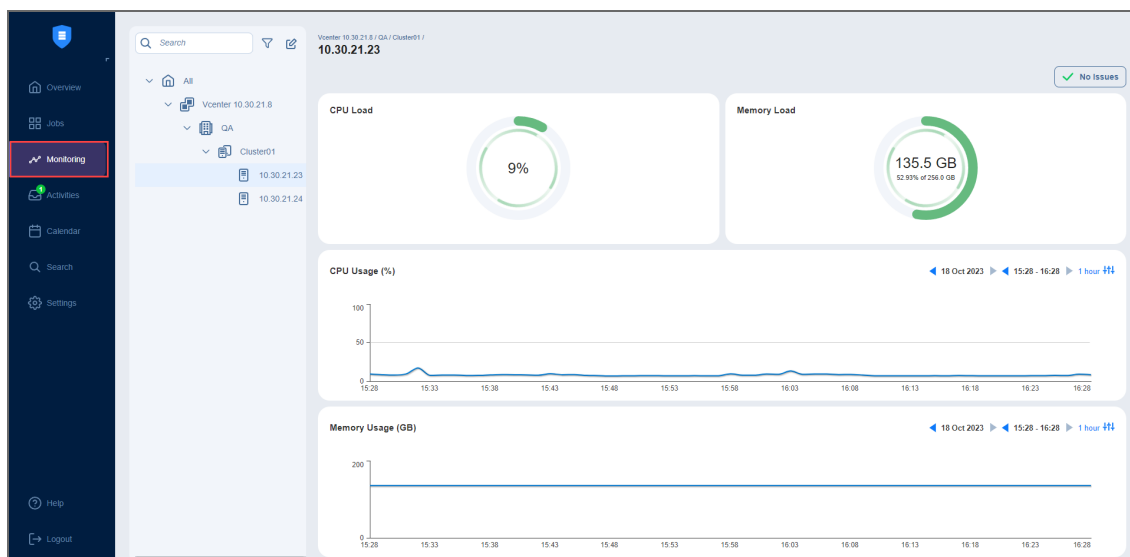 Overview
Jobs
Monitoring
1
Activities
Calendar
Search
Settings
Help
Logout
Search
All
Vcenter 10.30.21.8
QA
Cluster01
10.30.21.23
10.30.21.24
Vcenter 10.30.21.8 / QA / Cluster01 /
10.30.21.23
No Issues
CPU Load
9%
Memory Load
135.5 GB
52.93% of 256.0 GB
CPU Usage (%)
18 Oct 2023 15:28 - 16:28 1 hour
100
50
0
15:28 15:33 15:38 15:43 15:48 15:53 15:58 16:03 16:08 16:13 16:18 16:23 16:28
Memory Usage (GB)
18 Oct 2023 15:28 - 16:28 1 hour
200
0
15:28 15:33 15:38 15:43 15:48 15:53 15:58 16:03 16:08 16:13 16:18 16:23 16:28